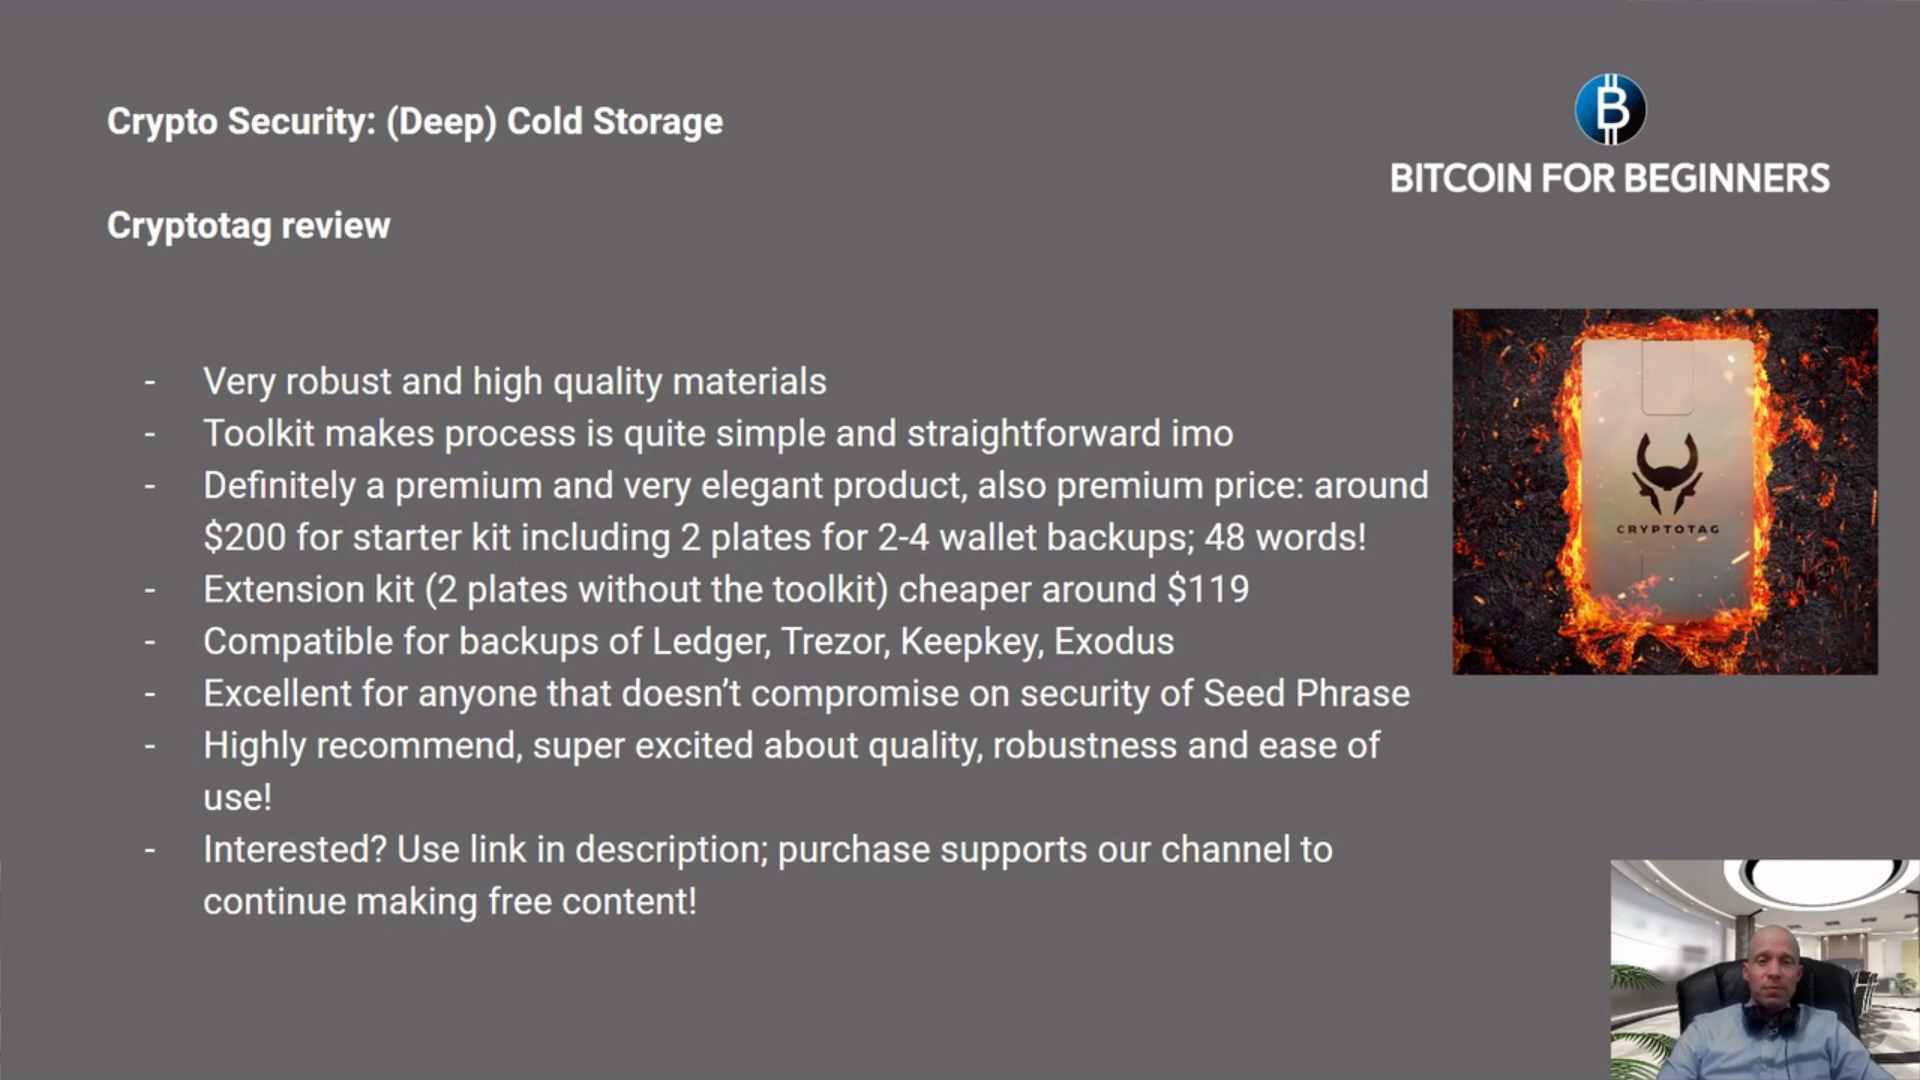 Crypto Security: (Deep) Cold Storage
BITCOIN FOR BEGINNERS
Cryptotag review
- Very robust and high quality materials
- Toolkit makes process is quite simple and straightforward imo
- Definitely a premium and very elegant product, also premium price: around
$200 for starter kit including 2 plates for 2-4 wallet backups; 48 words!
- Extension kit (2 plates without the toolkit) cheaper around $119
- Compatible for backups of Ledger, Trezor, Keepkey, Exodus
- Excellent for anyone that doesn’t compromise on security of Seed Phrase
- Highly recommend, super excited about quality, robustness and ease of
use!
- Interested? Use link in description; purchase supports our channel to
continue making free content!
CRYPTOTAG